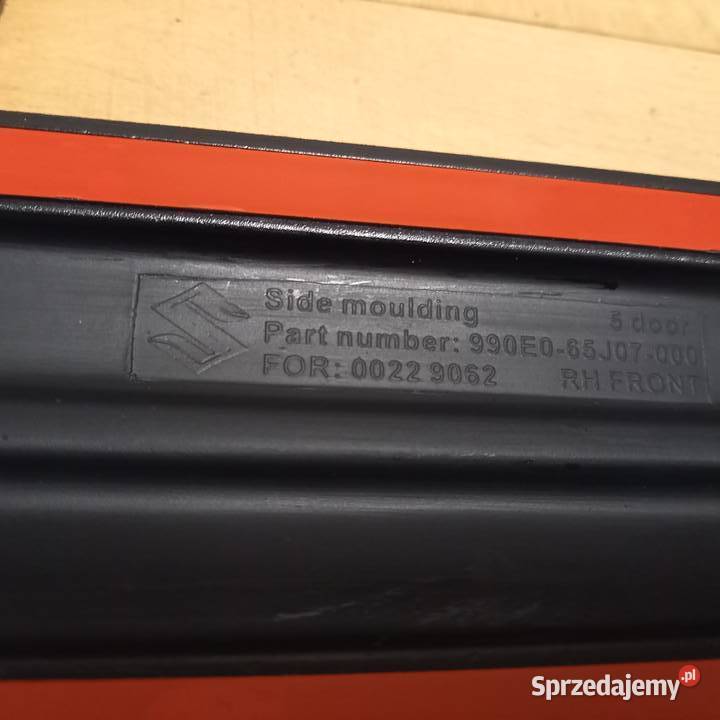 Side moulding 5 door
Part number: 990E0-65J07-000
FOR: 0022 9062 RH FRONT
Sprzedajemy.pl